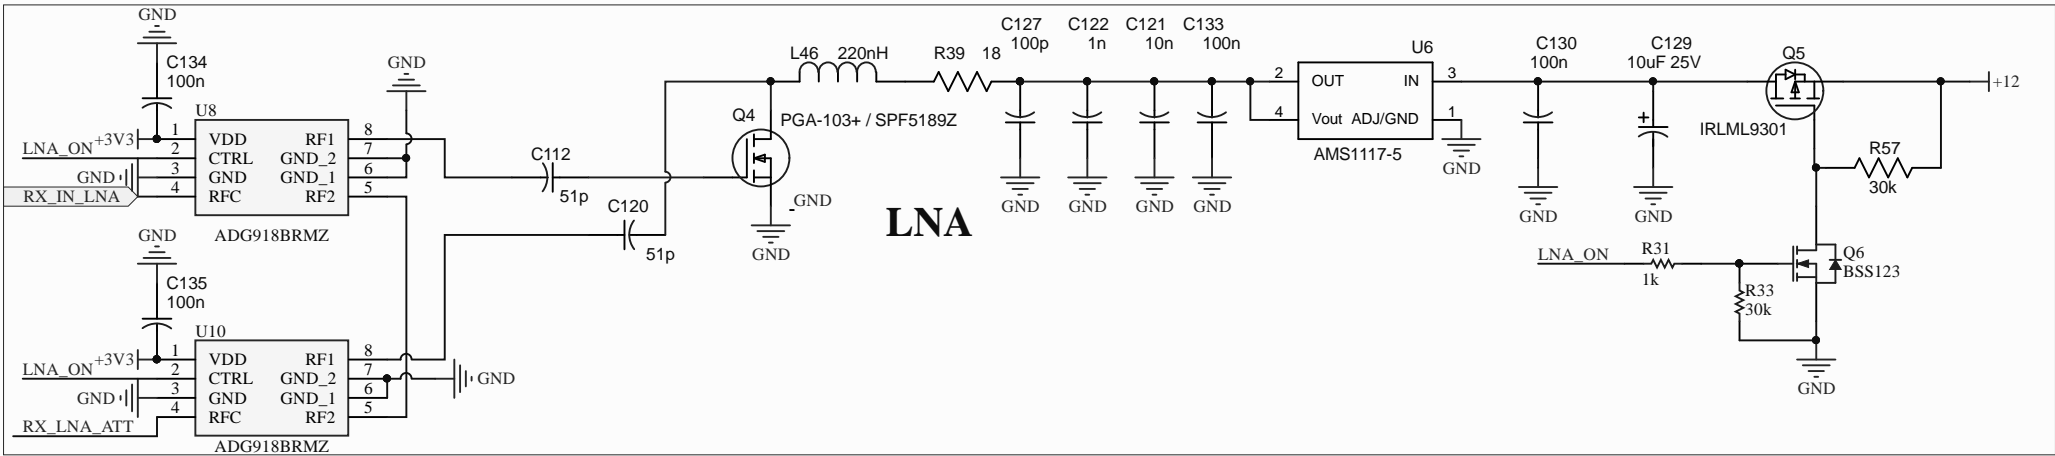 GND
C134
100n
U8
+3V3
1 VDD RF1 8
LNA_ON
2 CTRL GND_2 7
GND
3 GND GND_1 6
RX_IN_LNA
4 RFC RF2 5
ADG918BRMZ
GND
GND
C135
100n
U10
+3V3
1 VDD RF1 8
LNA_ON
2 CTRL GND_2 7
GND
3 GND GND_1 6
RX_LNA_ATT
4 RFC RF2 5
ADG918BRMZ
GND
C112
51p
C120
51p
Q4
PGA-103+ / SPF5189Z
GND
GND
L46 220nH
R39 18
LNA
C127
100p
C122
1n
C121
10n
C133
100n
GND
GND
GND
GND
U6
2 OUT IN 3
4 Vout ADJ/GND 1
AMS1117-5
GND
C130
100n
C129
10uF 25V
+
GND
GND
Q5
IRLML9301
+12
R57
30k
LNA_ON
R31
1k
R33
30k
Q6
BSS123
GND